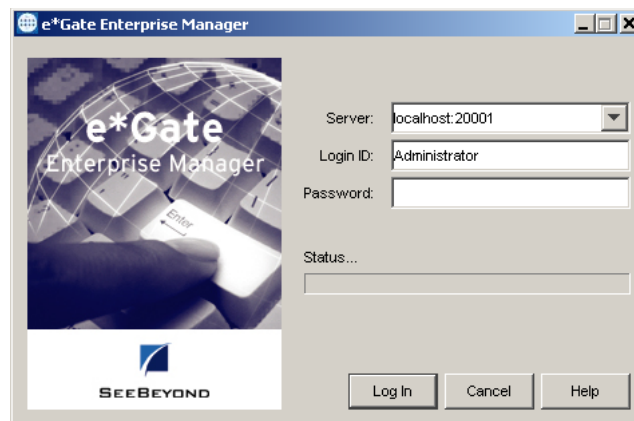 e*Gate Enterprise Manager
e*Gate
Enterprise Manager
Enter
SEEBEYOND
Server:
localhost:20001
Login ID:
Administrator
Password:
Status...
Log In
Cancel
Help